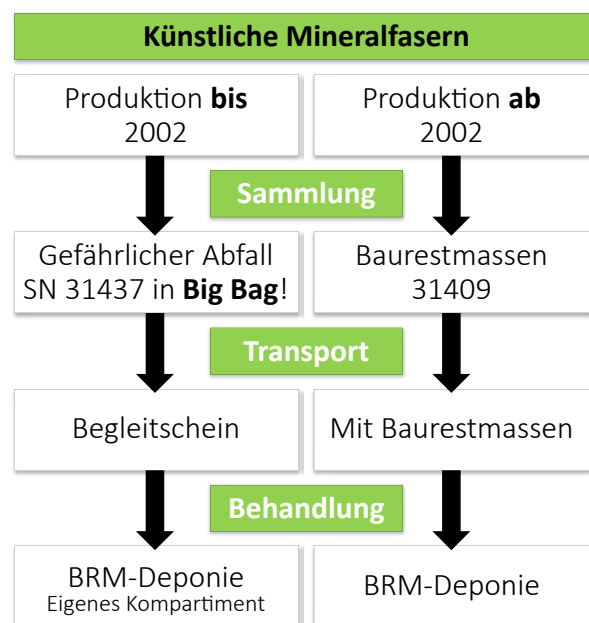 Künstliche Mineralfasern
Produktion bis
2002
Produktion ab
2002
Sammlung
Gefährlicher Abfall
SN 31437 in Big Bag!
Baurestmassen
31409
Transport
Begleitschein
Mit Baurestmassen
Behandlung
BRM-Deponie
Eigenes Kompartiment
BRM-Deponie